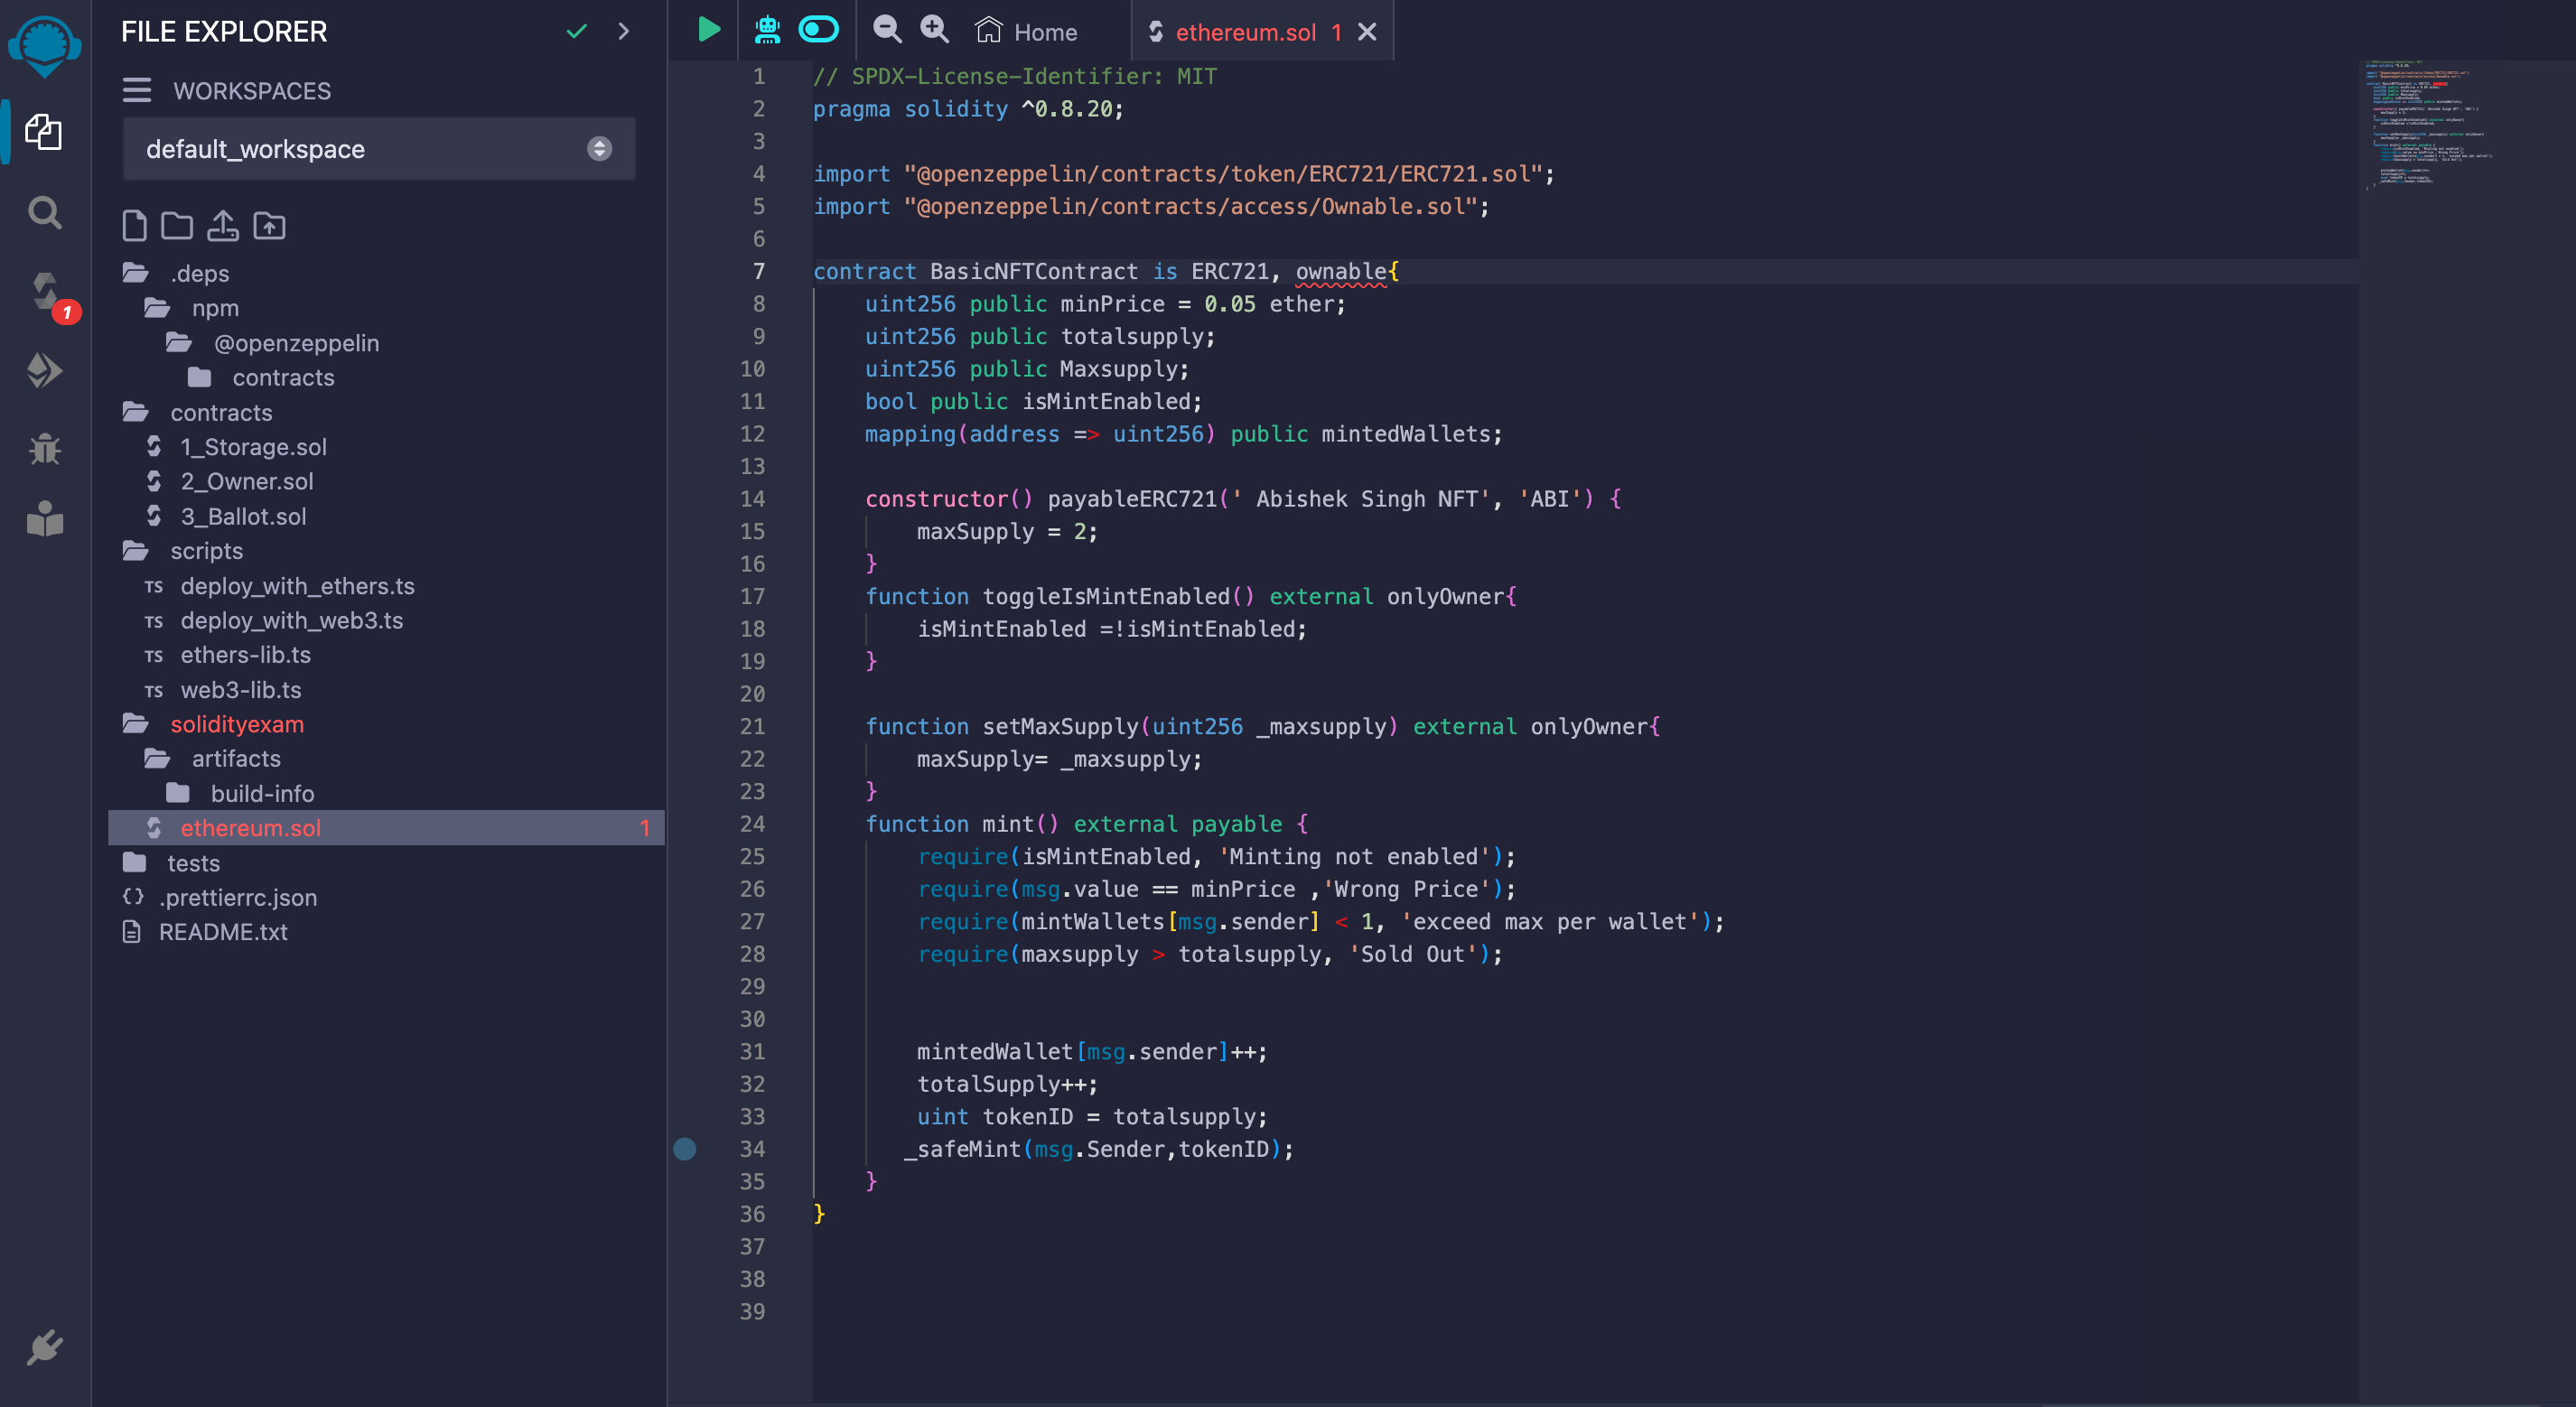 FILE EXPLORER
WORKSPACES
default_workspace
.deps
npm
@openzeppelin
contracts
contracts
1_Storage.sol
2_Owner.sol
3_Ballot.sol
scripts
TS deploy_with_ethers.ts
TS deploy_with_web3.ts
TS ethers-lib.ts
TS web3-lib.ts
solidityexam
artifacts
build-info
ethereum.sol 1
tests
{} .prettierrc.json
README.txt
1
Home
ethereum.sol 1
1 // SPDX-License-Identifier: MIT
2 pragma solidity ^0.8.20;
3
4 import "@openzeppelin/contracts/token/ERC721/ERC721.sol";
5 import "@openzeppelin/contracts/access/Ownable.sol";
6
7 contract BasicNFTContract is ERC721, ownable{
8 uint256 public minPrice = 0.05 ether;
9 uint256 public totalsupply;
10 uint256 public Maxsupply;
11 bool public isMintEnabled;
12 mapping(address => uint256) public mintedWallets;
13
14 constructor() payableERC721(' Abishek Singh NFT', 'ABI') {
15 maxSupply = 2;
16 }
17 function toggleIsMintEnabled() external onlyOwner{
18 isMintEnabled =!isMintEnabled;
19 }
20
21 function setMaxSupply(uint256 _maxsupply) external onlyOwner{
22 maxSupply= _maxsupply;
23 }
24 function mint() external payable {
25 require(isMintEnabled, 'Minting not enabled');
26 require(msg.value == minPrice ,'Wrong Price');
27 require(mintWallets[msg.sender] < 1, 'exceed max per wallet');
28 require(maxsupply > totalsupply, 'Sold Out');
29
30
31 mintedWallet[msg.sender]++;
32 totalSupply++;
33 uint tokenID = totalsupply;
34 _safeMint(msg.Sender,tokenID);
35 }
36 }
37
38
39